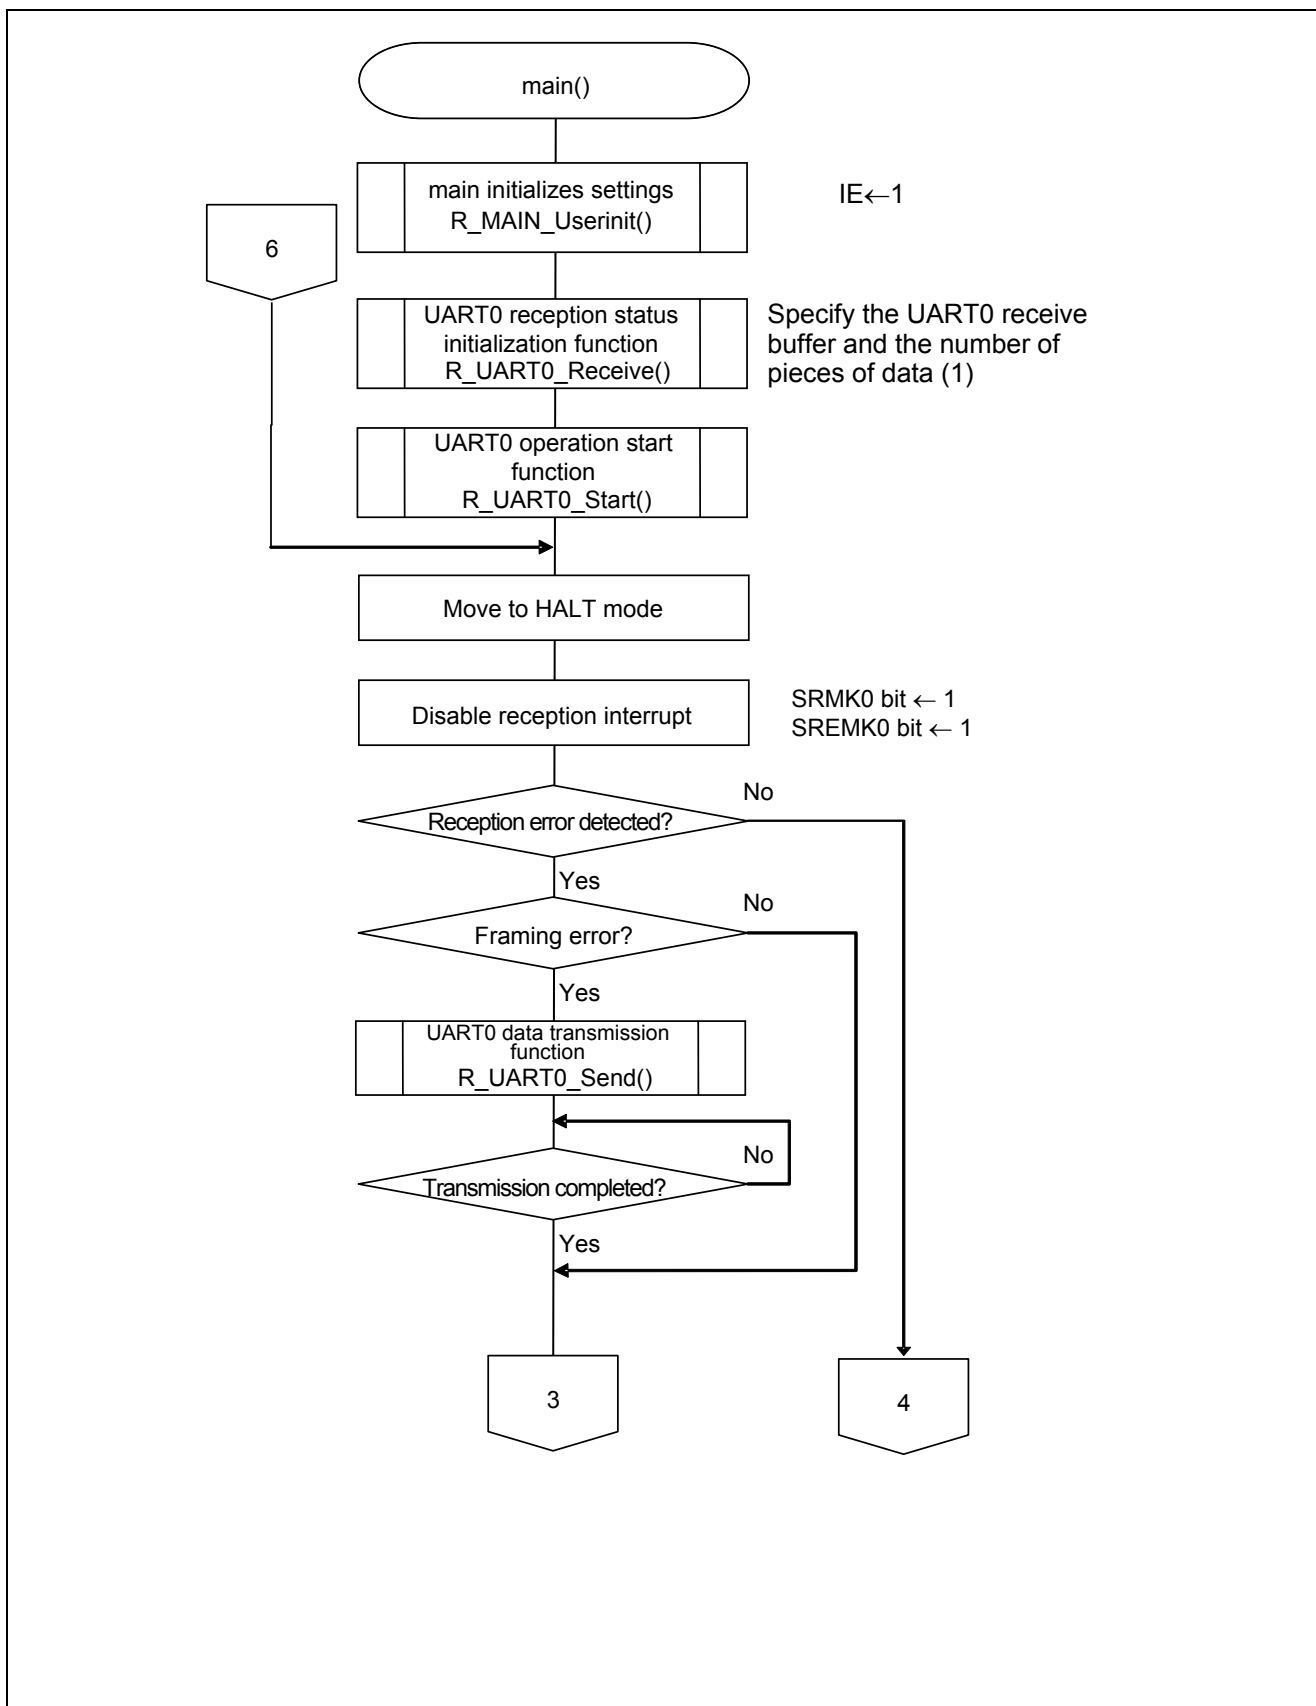 main()
main initializes settings
R_MAIN_Userinit()
IE←1
6
UART0 reception status
initialization function
R_UART0_Receive()
Specify the UART0 receive
buffer and the number of
pieces of data (1)
UART0 operation start
function
R_UART0_Start()
Move to HALT mode
Disable reception interrupt
SRMK0 bit ← 1
SREMK0 bit ← 1
No
Reception error detected?
Yes
No
Framing error?
Yes
UART0 data transmission
function
R_UART0_Send()
No
Transmission completed?
Yes
3
4